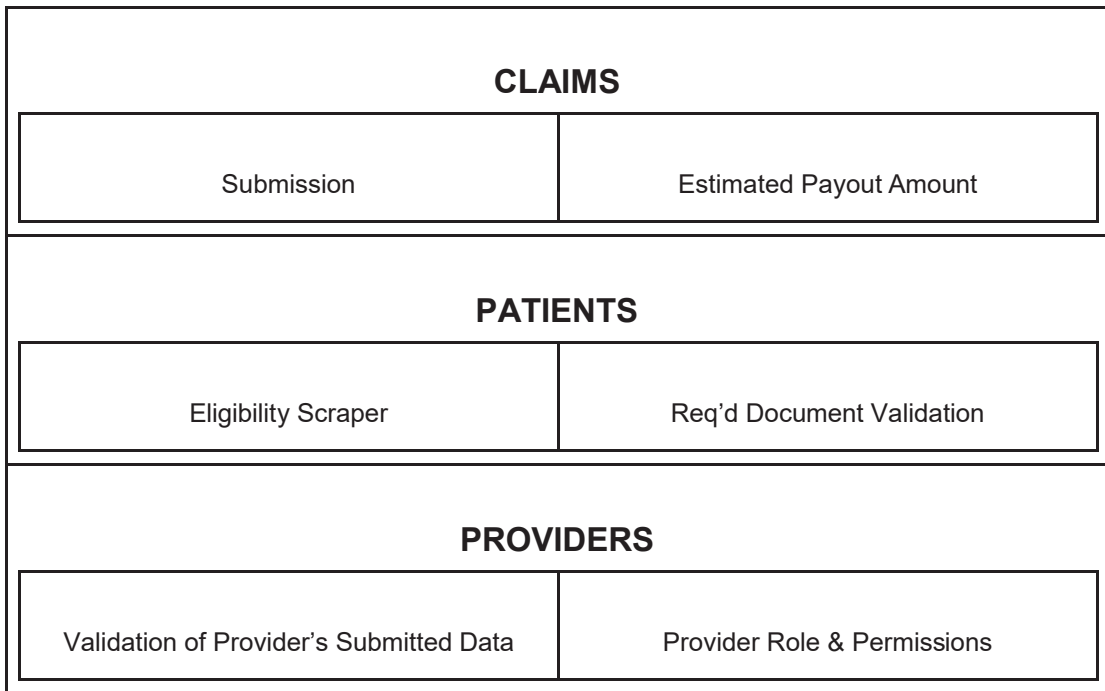 CLAIMS
Submission
Estimated Payout Amount
PATIENTS
Eligibility Scraper
Req’d Document Validation
PROVIDERS
Validation of Provider’s Submitted Data
Provider Role & Permissions